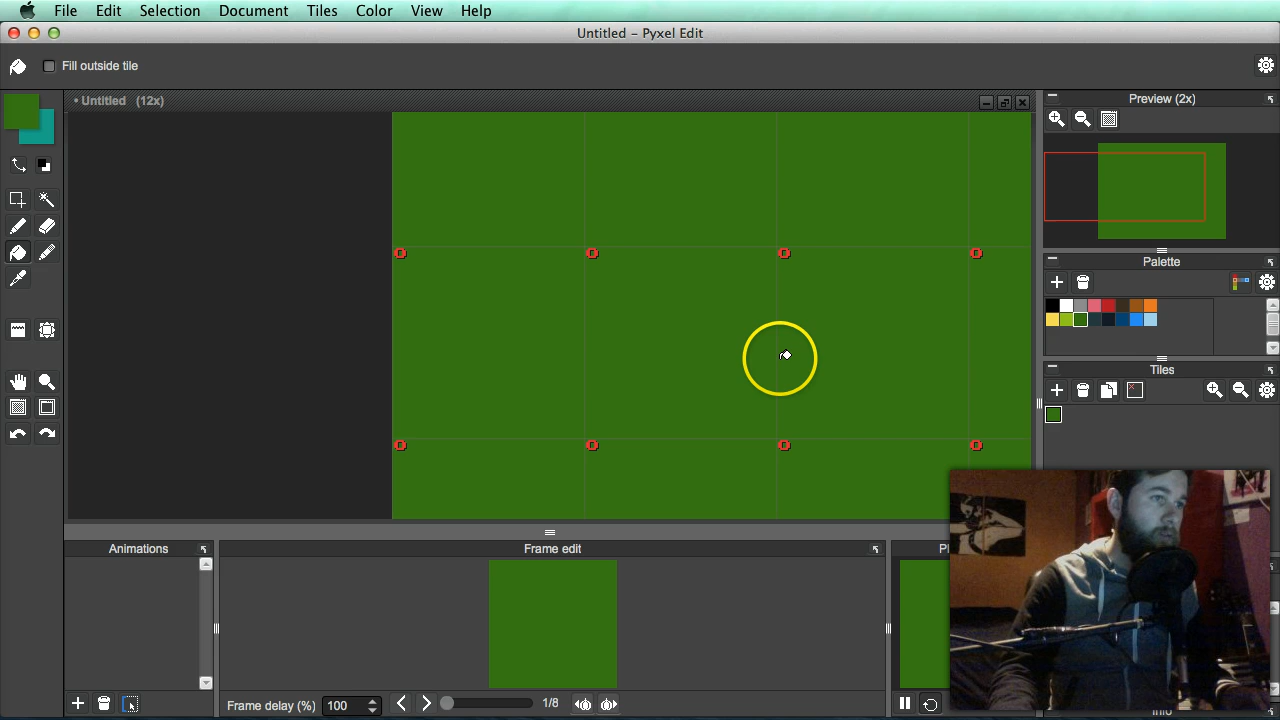 File Edit Selection Document Tiles Color View Help
Untitled – Pyxel Edit
Fill outside tile
• Untitled (12x)
Preview (2x)
Palette
Tiles
Animations
Frame edit
Frame delay (%) 100
1/8